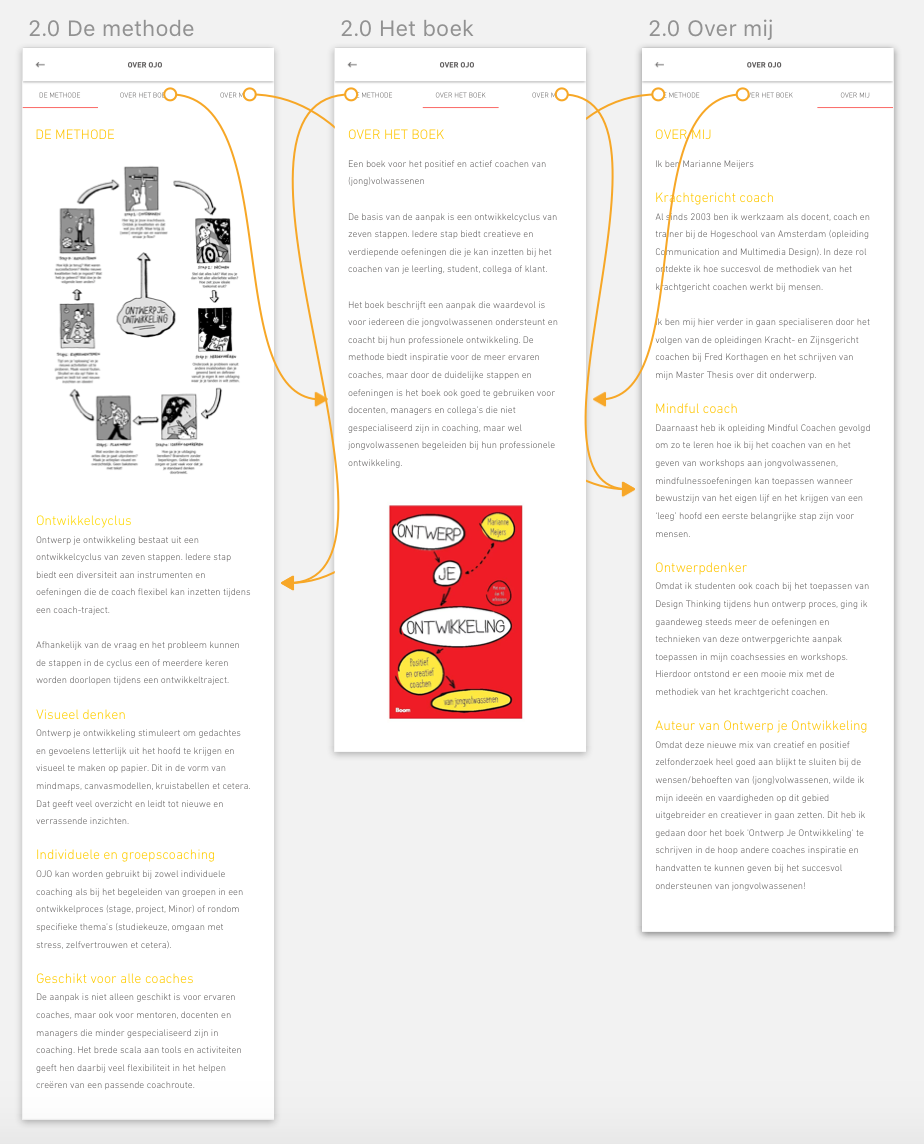 2.0 De methode
←
OVER OJO
DE METHODE
OVER HET BOE
OVER M
DE METHODE
ONTWERP JE
ONTWIKKELING
Ontwikkelcyclus
Ontwerp je ontwikkeling bestaat uit een
ontwikkelcyclus van zeven stappen. Iedere stap
biedt een diversiteit aan instrumenten en
oefeningen die de coach flexibel kan inzetten tijdens
een coach-traject.
Afhankelijk van de vraag en het probleem kunnen
de stappen in de cyclus een of meerdere keren
worden doorlopen tijdens een ontwikkeltraject.
Visueel denken
Ontwerp je ontwikkeling stimuleert om gedachtes
en gevoelens letterlijk uit het hoofd te krijgen en
visueel te maken op papier. Dit in de vorm van
mindmaps, canvasmodellen, kruistabellen et cetera.
Dat geeft veel overzicht en leidt tot nieuwe en
verrassende inzichten.
Individuele en groepscoaching
OJO kan worden gebruikt bij zowel individuele
coaching als bij het begeleiden van groepen in een
ontwikkelproces (stage, project, Minor) of rondom
specifieke thema's (studiekeuze, omgaan met
stress, zelfvertrouwen et cetera).
Geschikt voor alle coaches
De aanpak is niet alleen geschikt is voor ervaren
coaches, maar ook voor mentoren, docenten en
managers die minder gespecialiseerd zijn in
coaching. Het brede scala aan tools en activiteiten
geeft hen daarbij veel flexibiliteit in het helpen
creëren van een passende coachroute.
2.0 Het boek
←
OVER OJO
E METHODE
OVER HET BOEK
OVER M
OVER HET BOEK
Een boek voor het positief en actief coachen van
(jong)volwassenen
De basis van de aanpak is een ontwikkelcyclus van
zeven stappen. Iedere stap biedt creatieve en
verdiepende oefeningen die je kan inzetten bij het
coachen van je leerling, student, collega of klant.
Het boek beschrijft een aanpak die waardevol is
voor iedereen die jongvolwassenen ondersteunt en
coacht bij hun professionele ontwikkeling. De
methode biedt inspiratie voor de meer ervaren
coaches, maar door de duidelijke stappen en
oefeningen is het boek ook goed te gebruiken voor
docenten, managers en collega's die niet
gespecialiseerd zijn in coaching, maar wel
jongvolwassenen begeleiden bij hun professionele
ontwikkeling.
ONTWERP
Marianne
Meijers
JE
ONTWIKKELING
Positief
en creatief
coachen
van jongvolwassenen
Boom
2.0 Over mij
←
OVER OJO
E METHODE
VER HET BOEK
OVER MIJ
OVER MIJ
Ik ben Marianne Meijers
Krachtgericht coach
Al sinds 2003 ben ik werkzaam als docent, coach en
trainer bij de Hogeschool van Amsterdam (opleiding
Communication and Multimedia Design). In deze rol
ontdekte ik hoe succesvol de methodiek van het
krachtgericht coachen werkt bij mensen.
Ik ben mij hier verder in gaan specialiseren door het
volgen van de opleidingen Kracht- en Zijnsgericht
coachen bij Fred Korthagen en het schrijven van
mijn Master Thesis over dit onderwerp.
Mindful coach
Daarnaast heb ik opleiding Mindful Coachen gevolgd
om zo te leren hoe ik bij het coachen van en het
geven van workshops aan jongvolwassenen,
mindfulnessoefeningen kan toepassen wanneer
bewustzijn van het eigen lijf en het krijgen van een
'leeg' hoofd een eerste belangrijke stap zijn voor
mensen.
Ontwerpdenker
Omdat ik studenten ook coach bij het toepassen van
Design Thinking tijdens hun ontwerp proces, ging ik
gaandeweg steeds meer de oefeningen en
technieken van deze ontwerpgerichte aanpak
toepassen in mijn coachsessies en workshops.
Hierdoor ontstond er een mooie mix met de
methodiek van het krachtgericht coachen.
Auteur van Ontwerp je Ontwikkeling
Omdat deze nieuwe mix van creatief en positief
zelfonderzoek heel goed aan blijkt te sluiten bij de
wensen/behoeften van (jong)volwassenen, wilde ik
mijn ideeën en vaardigheden op dit gebied
uitgebreider en creatiever in gaan zetten. Dit heb ik
gedaan door het boek 'Ontwerp Je Ontwikkeling' te
schrijven in de hoop andere coaches inspiratie en
handvatten te kunnen geven bij het succesvol
ondersteunen van jongvolwassenen!